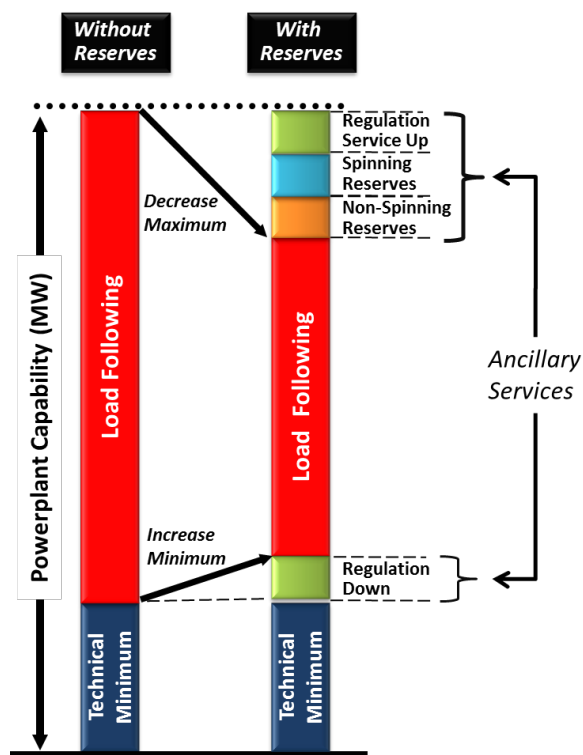 Without
Reserves
With
Reserves
Regulation
Service Up
Spinning
Reserves
Non-Spinning
Reserves
Decrease
Maximum
Powerplant Capability (MW)
Load Following
Load Following
Ancillary
Services
Increase
Minimum
Regulation
Down
Technical
Minimum
Technical
Minimum